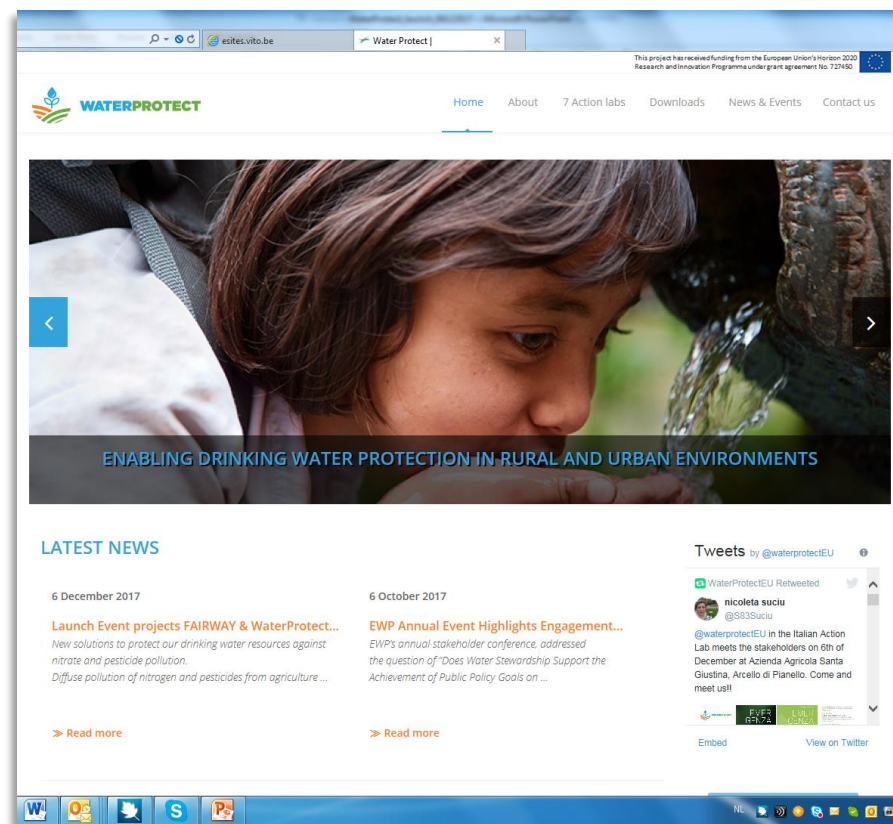 esites.vito.be
Water Protect |
This project has received funding from the European Union's Horizon 2020
Research and Innovation Programme under grant agreement No. 727450
WATERPROTECT
Home About 7 Action labs Downloads News & Events Contact us
ENABLING DRINKING WATER PROTECTION IN RURAL AND URBAN ENVIRONMENTS
LATEST NEWS
6 December 2017
Launch Event projects FAIRWAY & WaterProtect...
New solutions to protect our drinking water resources against
nitrate and pesticide pollution.
Diffuse pollution of nitrogen and pesticides from agriculture ...
≫ Read more
6 October 2017
EWP Annual Event Highlights Engagement...
EWP's annual stakeholder conference, addressed
the question of "Does Water Stewardship Support the
Achievement of Public Policy Goals on ...
≫ Read more
Tweets by @waterprotectEU
WaterProtectEU Retweeted
nicoleta suciu
@S83Suciu
@waterprotectEU in the Italian Action
Lab meets the stakeholders on 6th of
December at Azienda Agricola Santa
Giustina, Arcello di Pianello. Come and
meet us!!
Embed
View on Twitter
NL